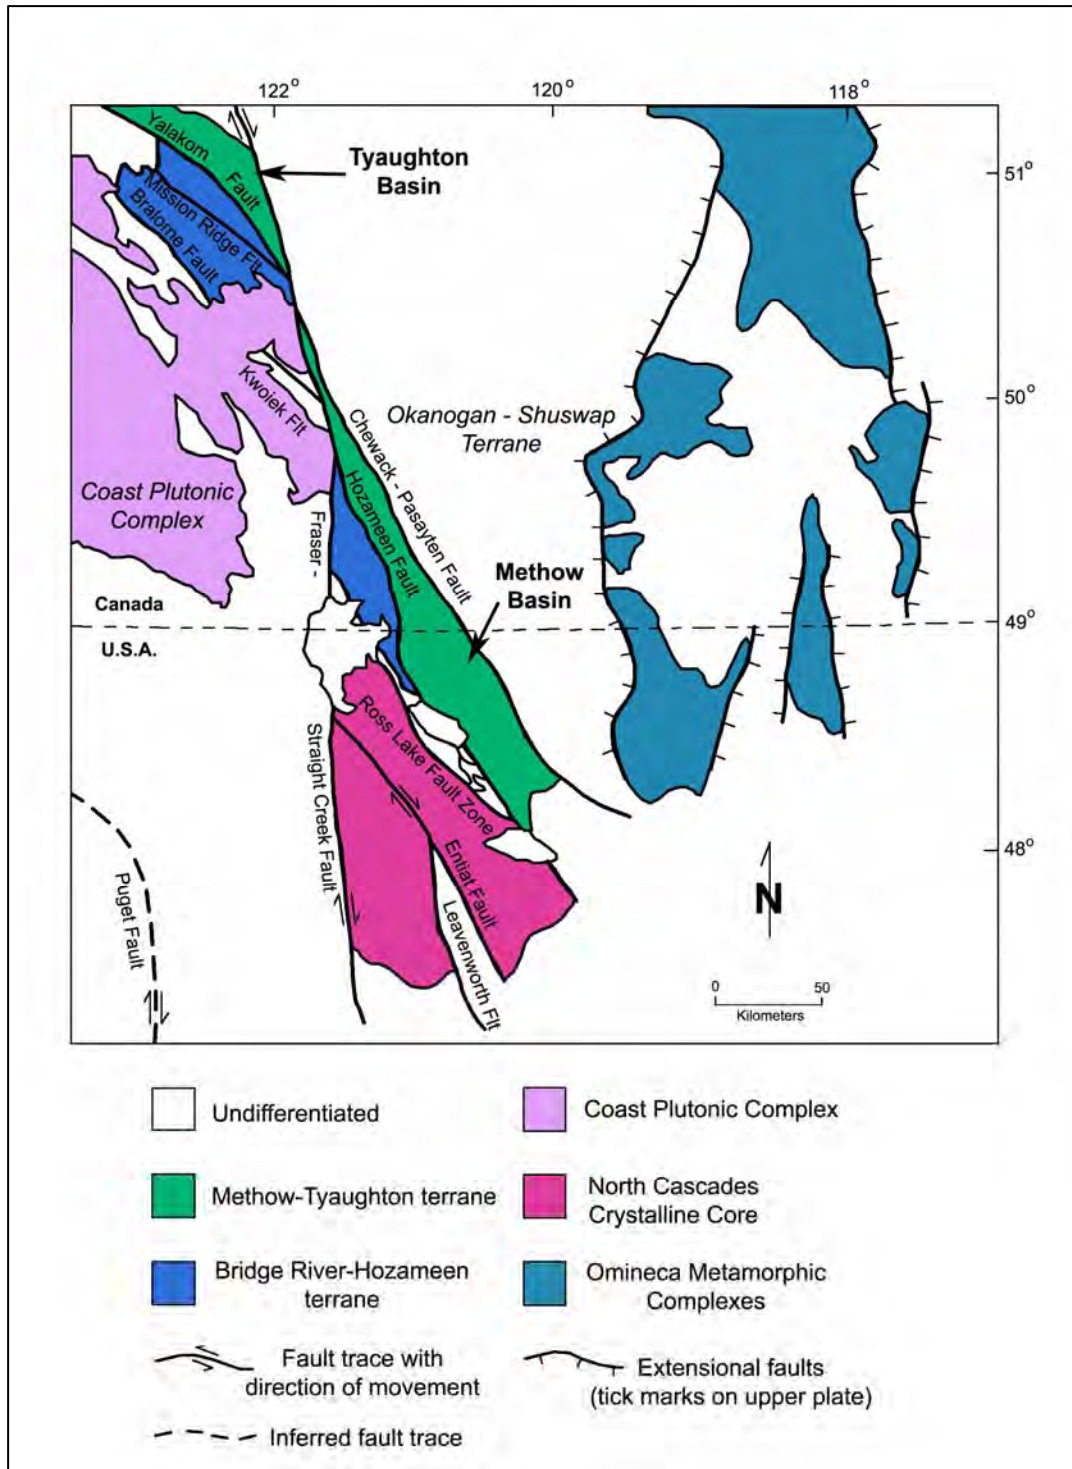 122°
120°
118°
51°
50°
49°
48°
Yalakom
Fault
Tyaughton
Basin
Mission Ridge Flt
Bralorne Fault
Kwoiek Flt
Okanogan - Shuswap
Terrane
Chewack - Pasayten Fault
Hozameen Fault
Coast Plutonic
Complex
Fraser -
Straight Creek Fault
Methow
Basin
Canada
U.S.A.
Ross Lake Fault Zone
Entiat Fault
Leavenworth Flt
Puget Fault
N
0 50
Kilometers
Undifferentiated
Coast Plutonic Complex
Methow-Tyaughton terrane
North Cascades
Crystalline Core
Bridge River-Hozameen
terrane
Omineca Metamorphic
Complexes
Fault trace with
direction of movement
Extensional faults
(tick marks on upper plate)
Inferred fault trace